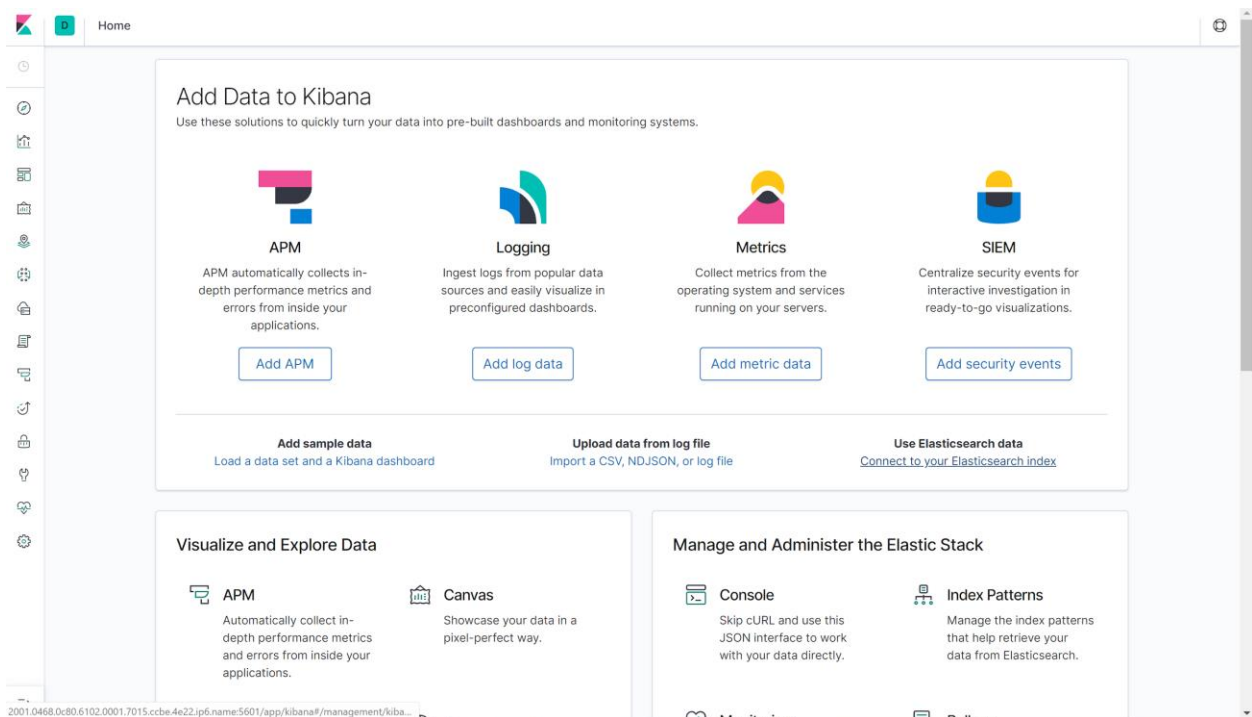 D Home
Add Data to Kibana
Use these solutions to quickly turn your data into pre-built dashboards and monitoring systems.
APM
APM automatically collects in-
depth performance metrics and
errors from inside your
applications.
Add APM
Logging
Ingest logs from popular data
sources and easily visualize in
preconfigured dashboards.
Add log data
Metrics
Collect metrics from the
operating system and services
running on your servers.
Add metric data
SIEM
Centralize security events for
interactive investigation in
ready-to-go visualizations.
Add security events
Add sample data
Load a data set and a Kibana dashboard
Upload data from log file
Import a CSV, NDJSON, or log file
Use Elasticsearch data
Connect to your Elasticsearch index
Visualize and Explore Data
APM
Automatically collect in-
depth performance metrics
and errors from inside your
applications.
Canvas
Showcase your data in a
pixel-perfect way.
Manage and Administer the Elastic Stack
Console
Skip cURL and use this
JSON interface to work
with your data directly.
Index Patterns
Manage the index patterns
that help retrieve your
data from Elasticsearch.
2001.0468.0c80.6102.0001.7015.ccbe.4e22.ip6.name:5601/app/kibana#/management/kiba...